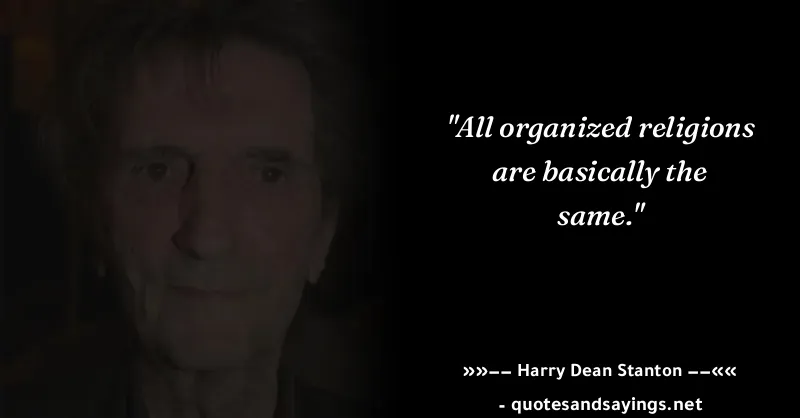 "All organized religions
are basically the
same."
»»−− Harry Dean Stanton −−««
- quotesandsayings.net